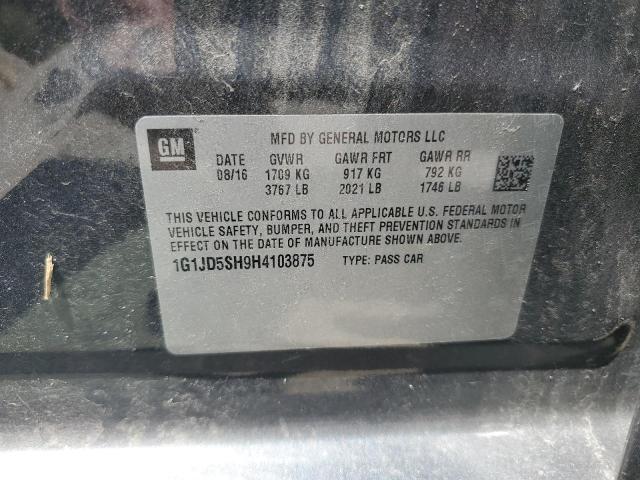 GM
MFD BY GENERAL MOTORS LLC
DATE GVWR GAWR FRT GAWR RR
08/16 1709 KG 917 KG 792 KG
3767 LB 2021 LB 1746 LB
THIS VEHICLE CONFORMS TO ALL APPLICABLE U.S. FEDERAL MOTOR
VEHICLE SAFETY, BUMPER, AND THEFT PREVENTION STANDARDS IN
EFFECT ON THE DATE OF MANUFACTURE SHOWN ABOVE.
1G1JD5SH9H4103875 TYPE: PASS CAR